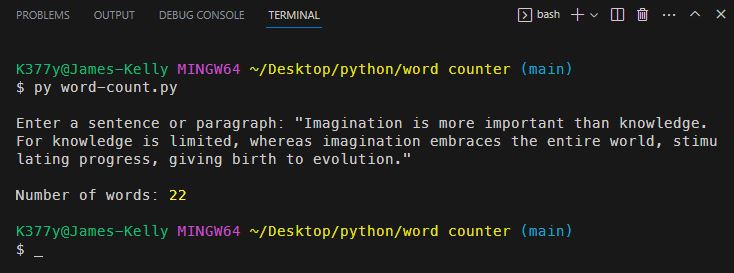 PROBLEMS OUTPUT DEBUG CONSOLE TERMINAL bash
K377y@James-Kelly MINGW64 ~/Desktop/python/word counter (main)
$ py word-count.py
Enter a sentence or paragraph: "Imagination is more important than knowledge.
For knowledge is limited, whereas imagination embraces the entire world, stimu
lating progress, giving birth to evolution."
Number of words: 22
K377y@James-Kelly MINGW64 ~/Desktop/python/word counter (main)
$ _